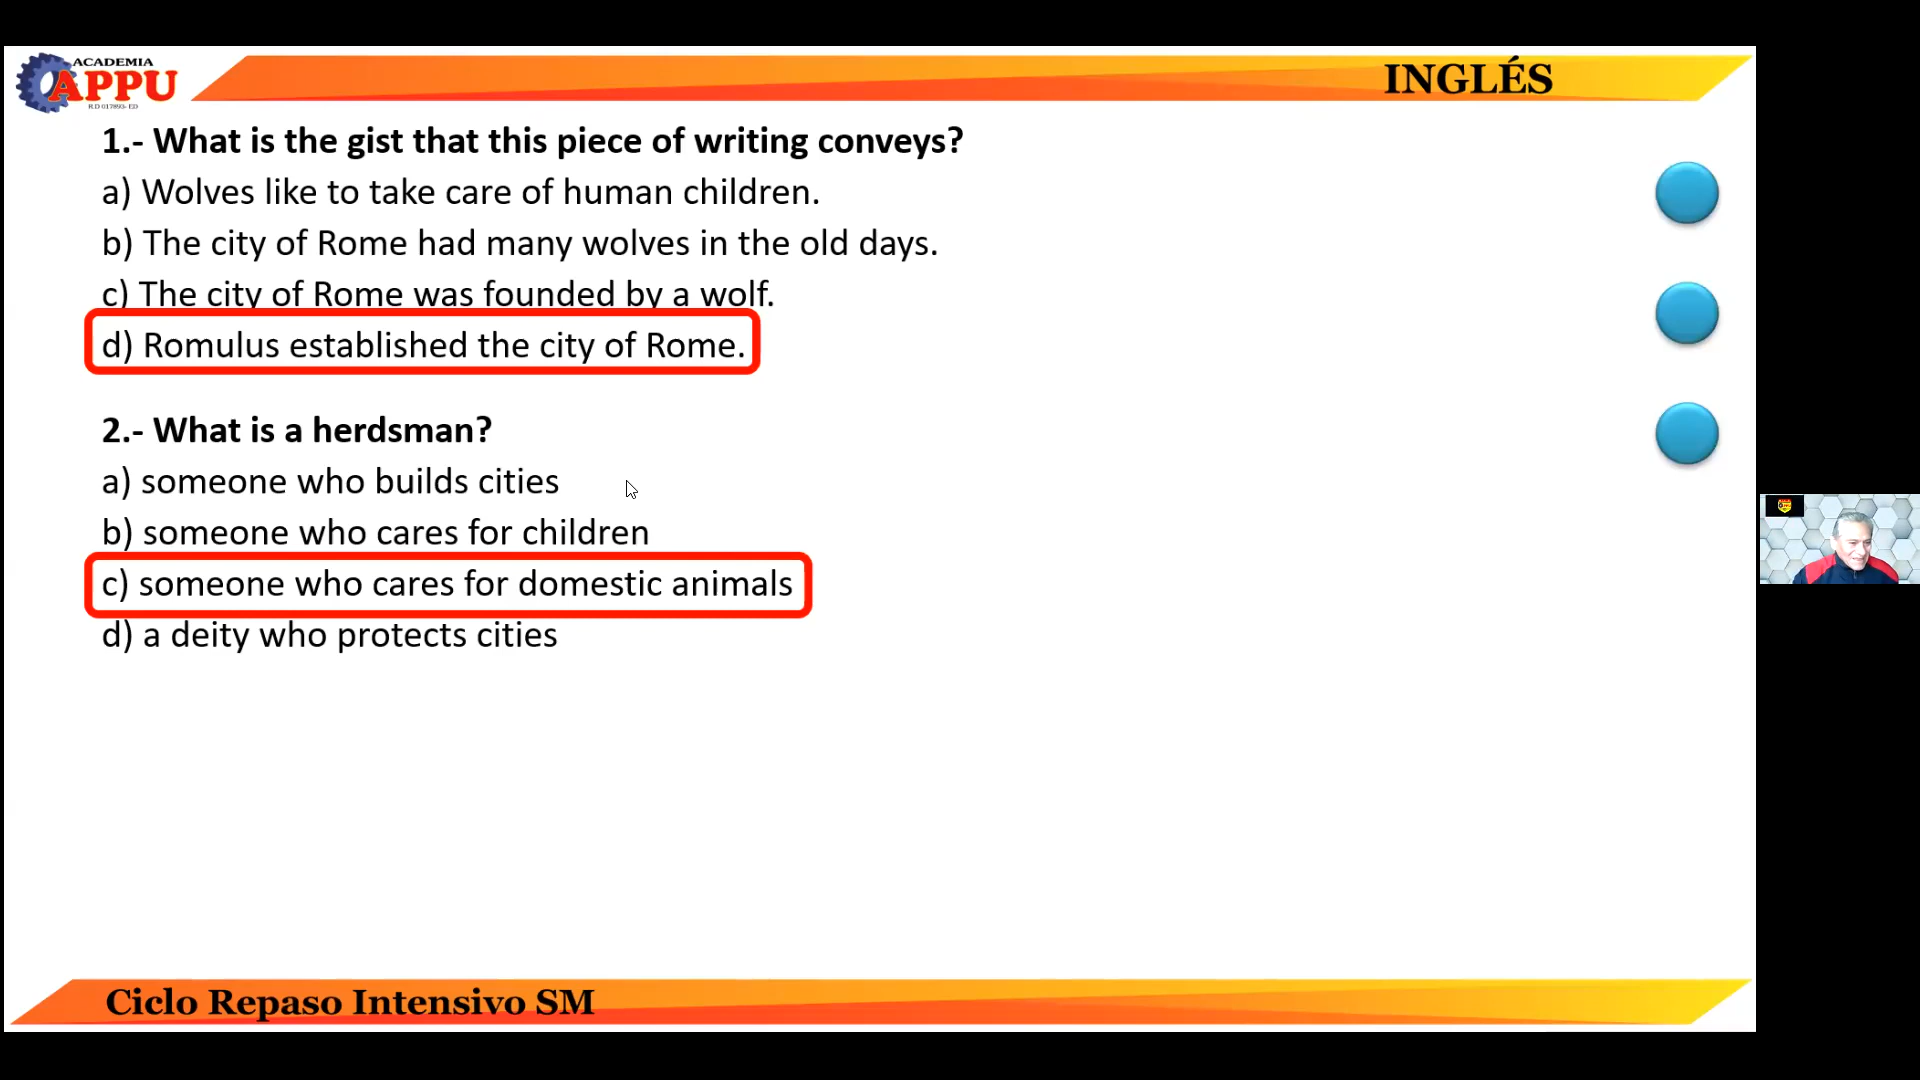 ACADEMIA
APPU
R.D 017893- ED
INGLÉS
1.- What is the gist that this piece of writing conveys?
a) Wolves like to take care of human children.
b) The city of Rome had many wolves in the old days.
c) The city of Rome was founded by a wolf.
d) Romulus established the city of Rome.
2.- What is a herdsman?
a) someone who builds cities
b) someone who cares for children
c) someone who cares for domestic animals
d) a deity who protects cities
Ciclo Repaso Intensivo SM